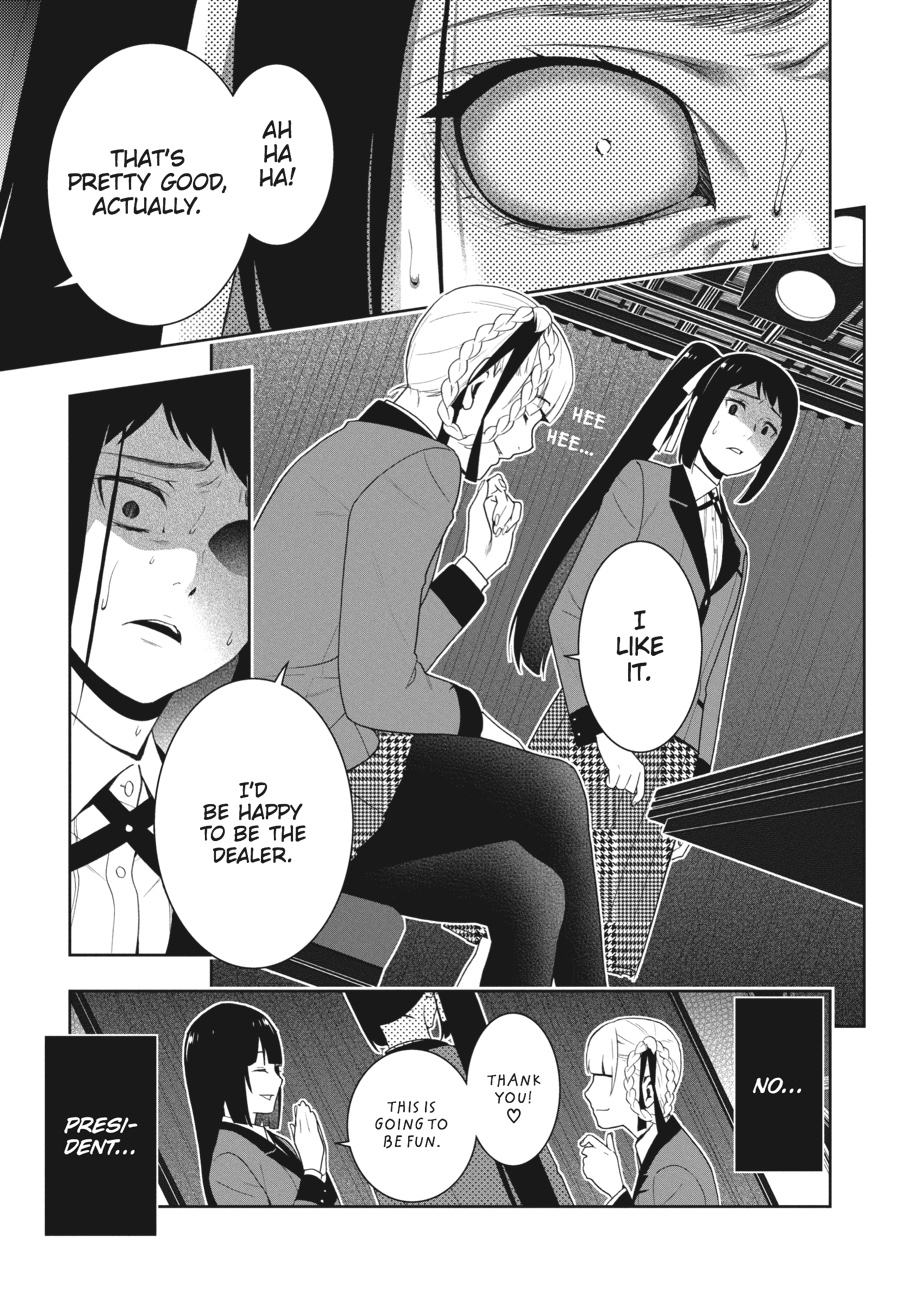 AH
HA
HA!
THAT'S
PRETTY GOOD,
ACTUALLY.
HEE
HEE...
I
LIKE
IT.
I'D
BE HAPPY
TO BE THE
DEALER.
NO...
THANK
YOU!
♡
THIS IS
GOING TO
BE FUN.
PRESI-
DENT...